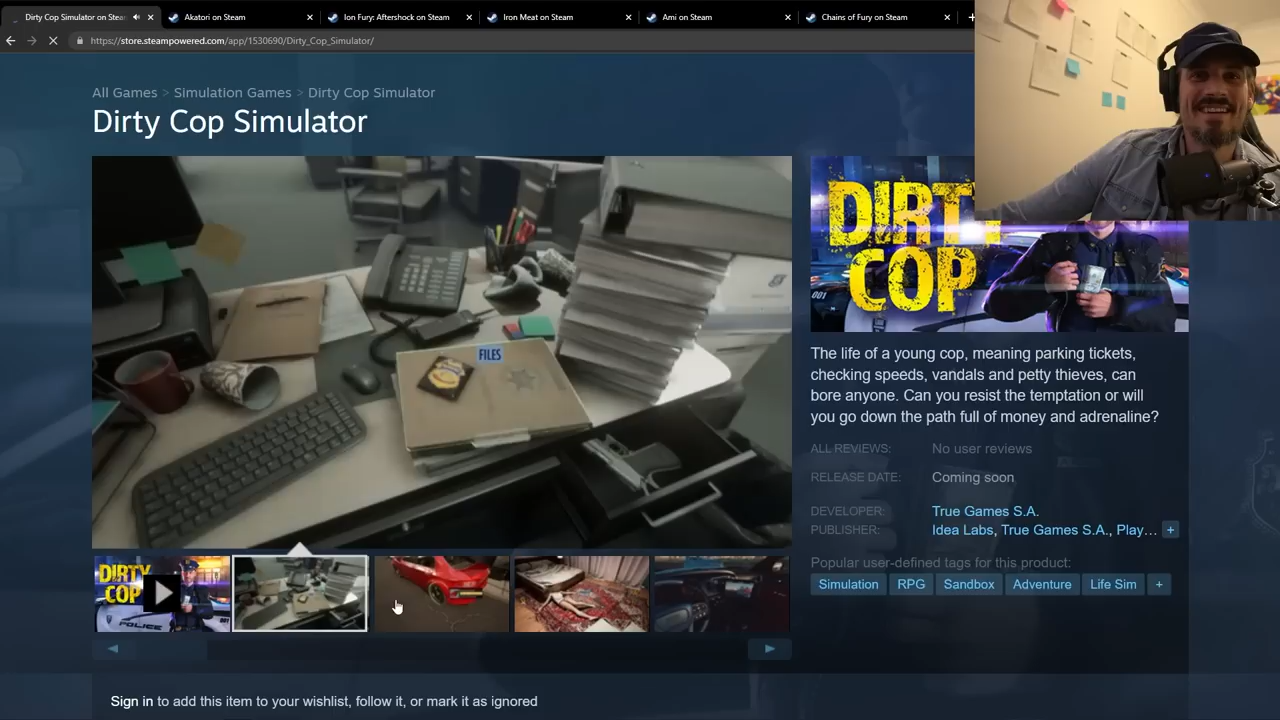 Dirty Cop Simulator on Stea
Akatori on Steam
Ion Fury: Aftershock on Steam
Iron Meat on Steam
Ami on Steam
Chains of Fury on Steam
https://store.steampowered.com/app/1530690/Dirty_Cop_Simulator/
All Games > Simulation Games > Dirty Cop Simulator
Dirty Cop Simulator
FILES
DIRT
COP
001
The life of a young cop, meaning parking tickets,
checking speeds, vandals and petty thieves, can
bore anyone. Can you resist the temptation or will
you go down the path full of money and adrenaline?
ALL REVIEWS: No user reviews
RELEASE DATE: Coming soon
DEVELOPER: True Games S.A.
PUBLISHER: Idea Labs, True Games S.A., Play… +
Popular user-defined tags for this product:
Simulation RPG Sandbox Adventure Life Sim +
DIRTY
COP
POLICE
001
Sign in to add this item to your wishlist, follow it, or mark it as ignored